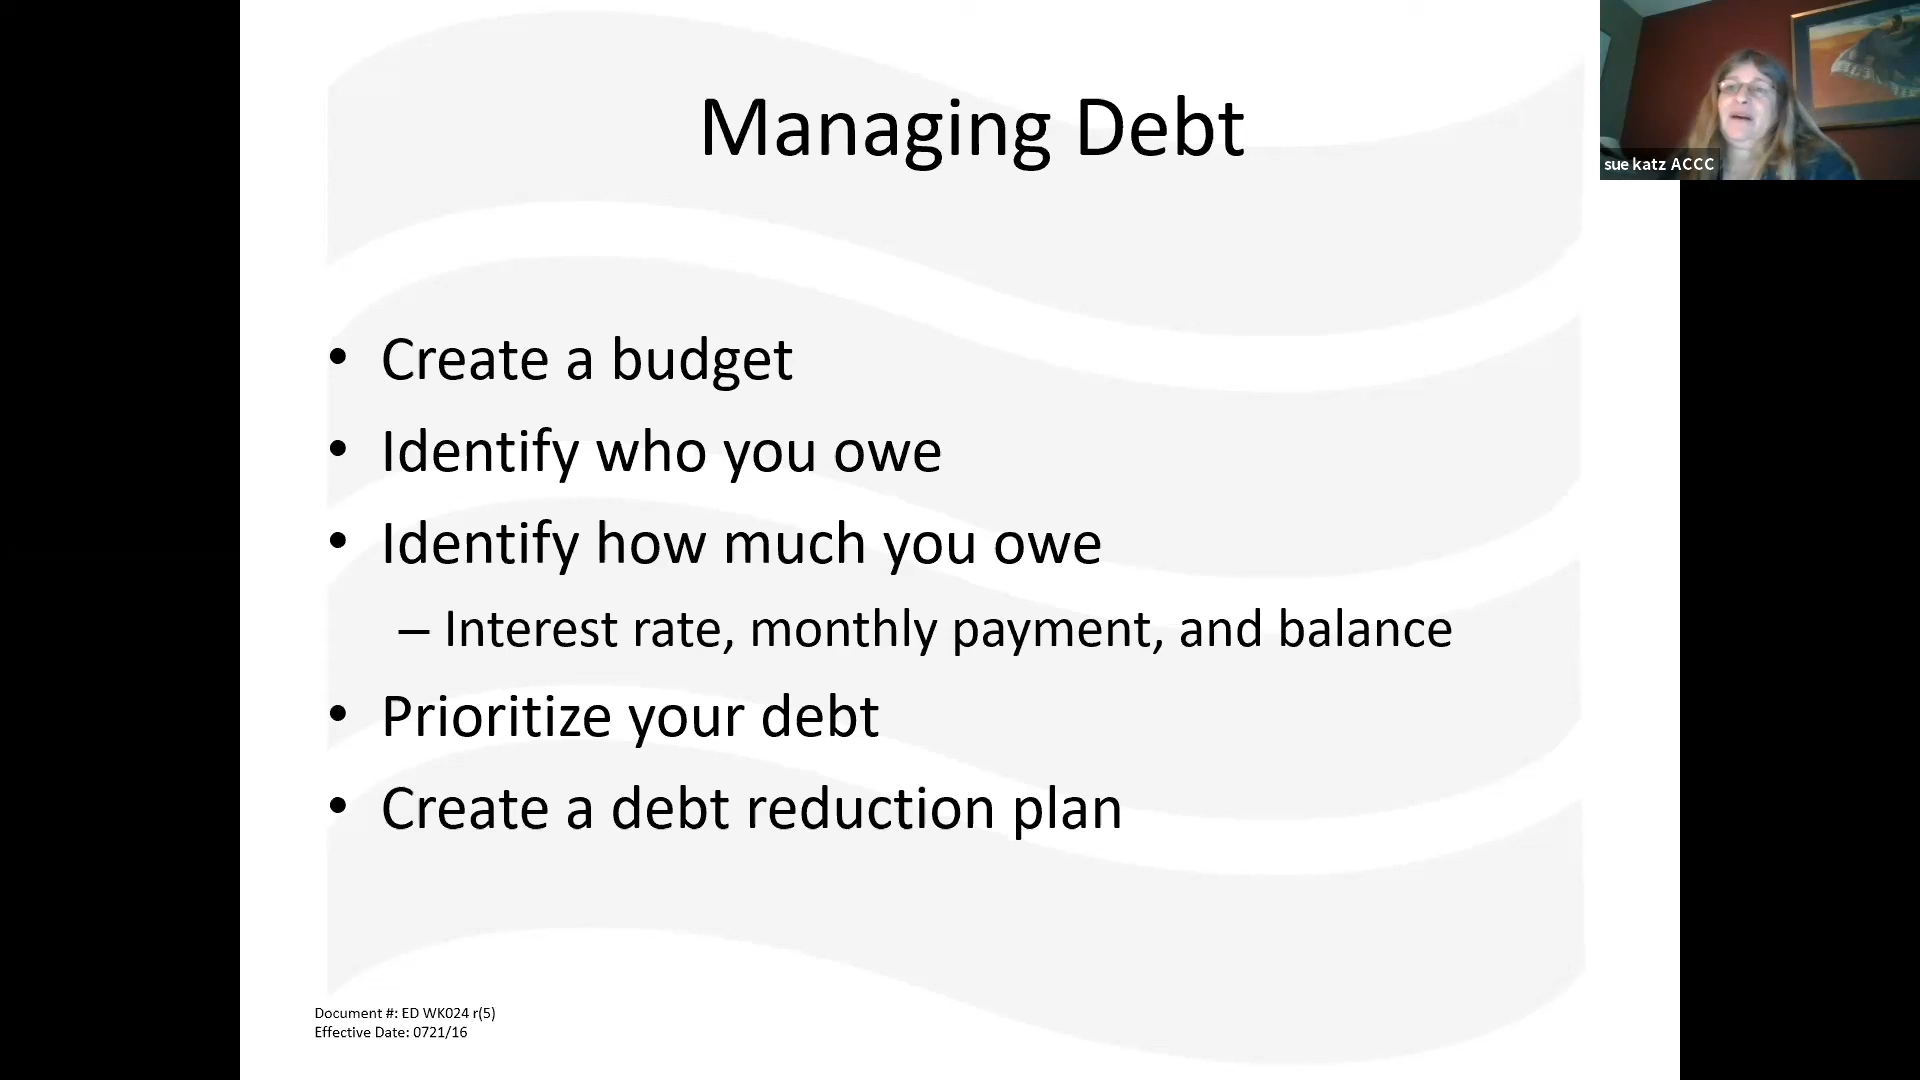 Managing Debt
sue katz ACCC
• Create a budget
• Identify who you owe
• Identify how much you owe
– Interest rate, monthly payment, and balance
• Prioritize your debt
• Create a debt reduction plan
Document #: ED WK024 r(5)
Effective Date: 0721/16